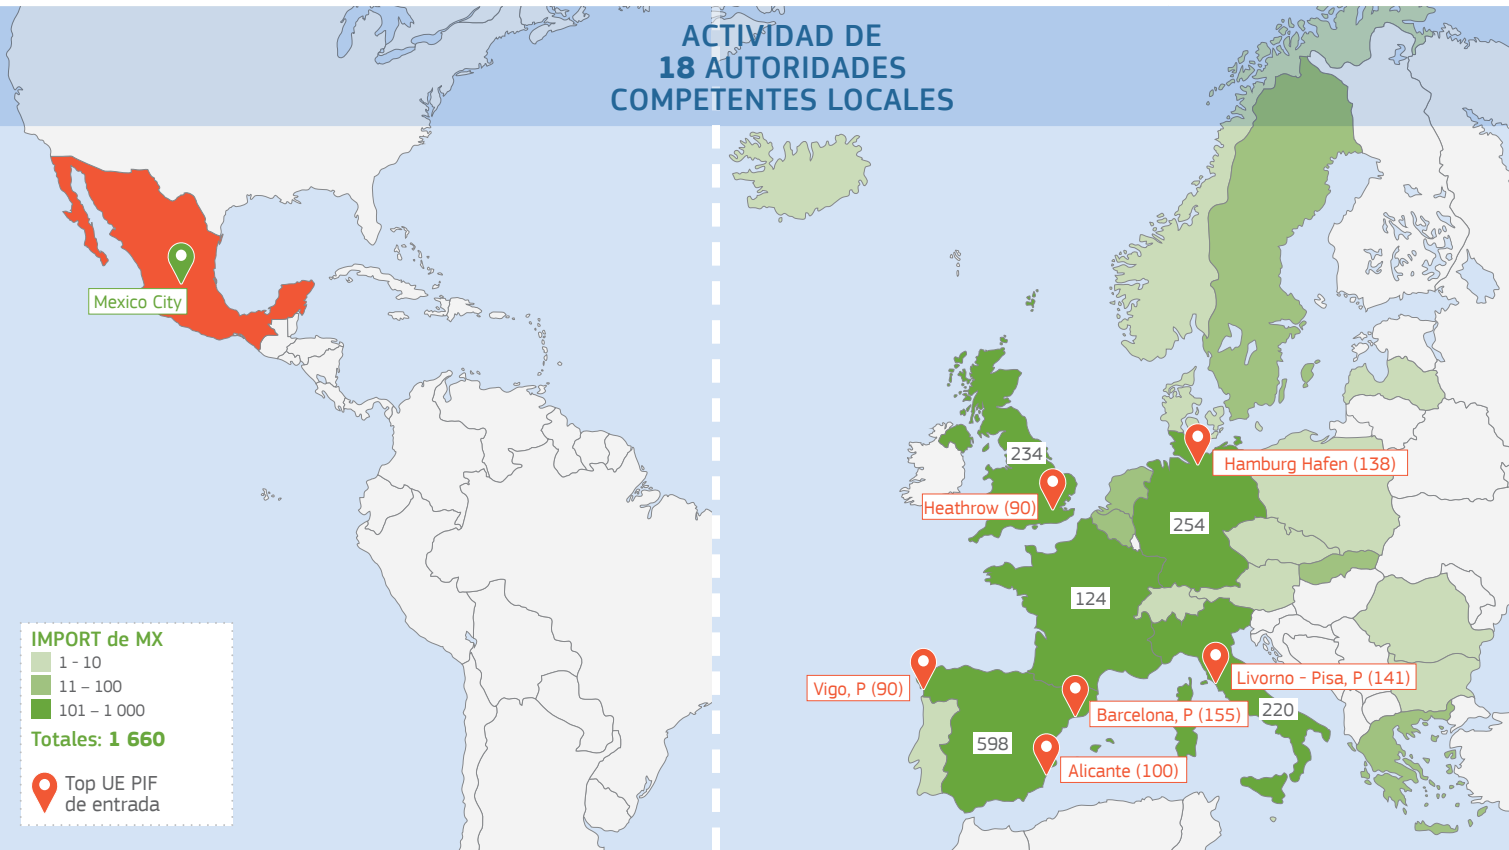 ACTIVIDAD DE
18 AUTORIDADES
COMPETENTES LOCALES
Mexico City
234
Hamburg Hafen (138)
Heathrow (90)
254
124
Vigo, P (90)
Livorno - Pisa, P (141)
Barcelona, P (155)
220
598
Alicante (100)
IMPORT de MX
1 - 10
11 – 100
101 – 1 000
Totales: 1 660
Top UE PIF
de entrada